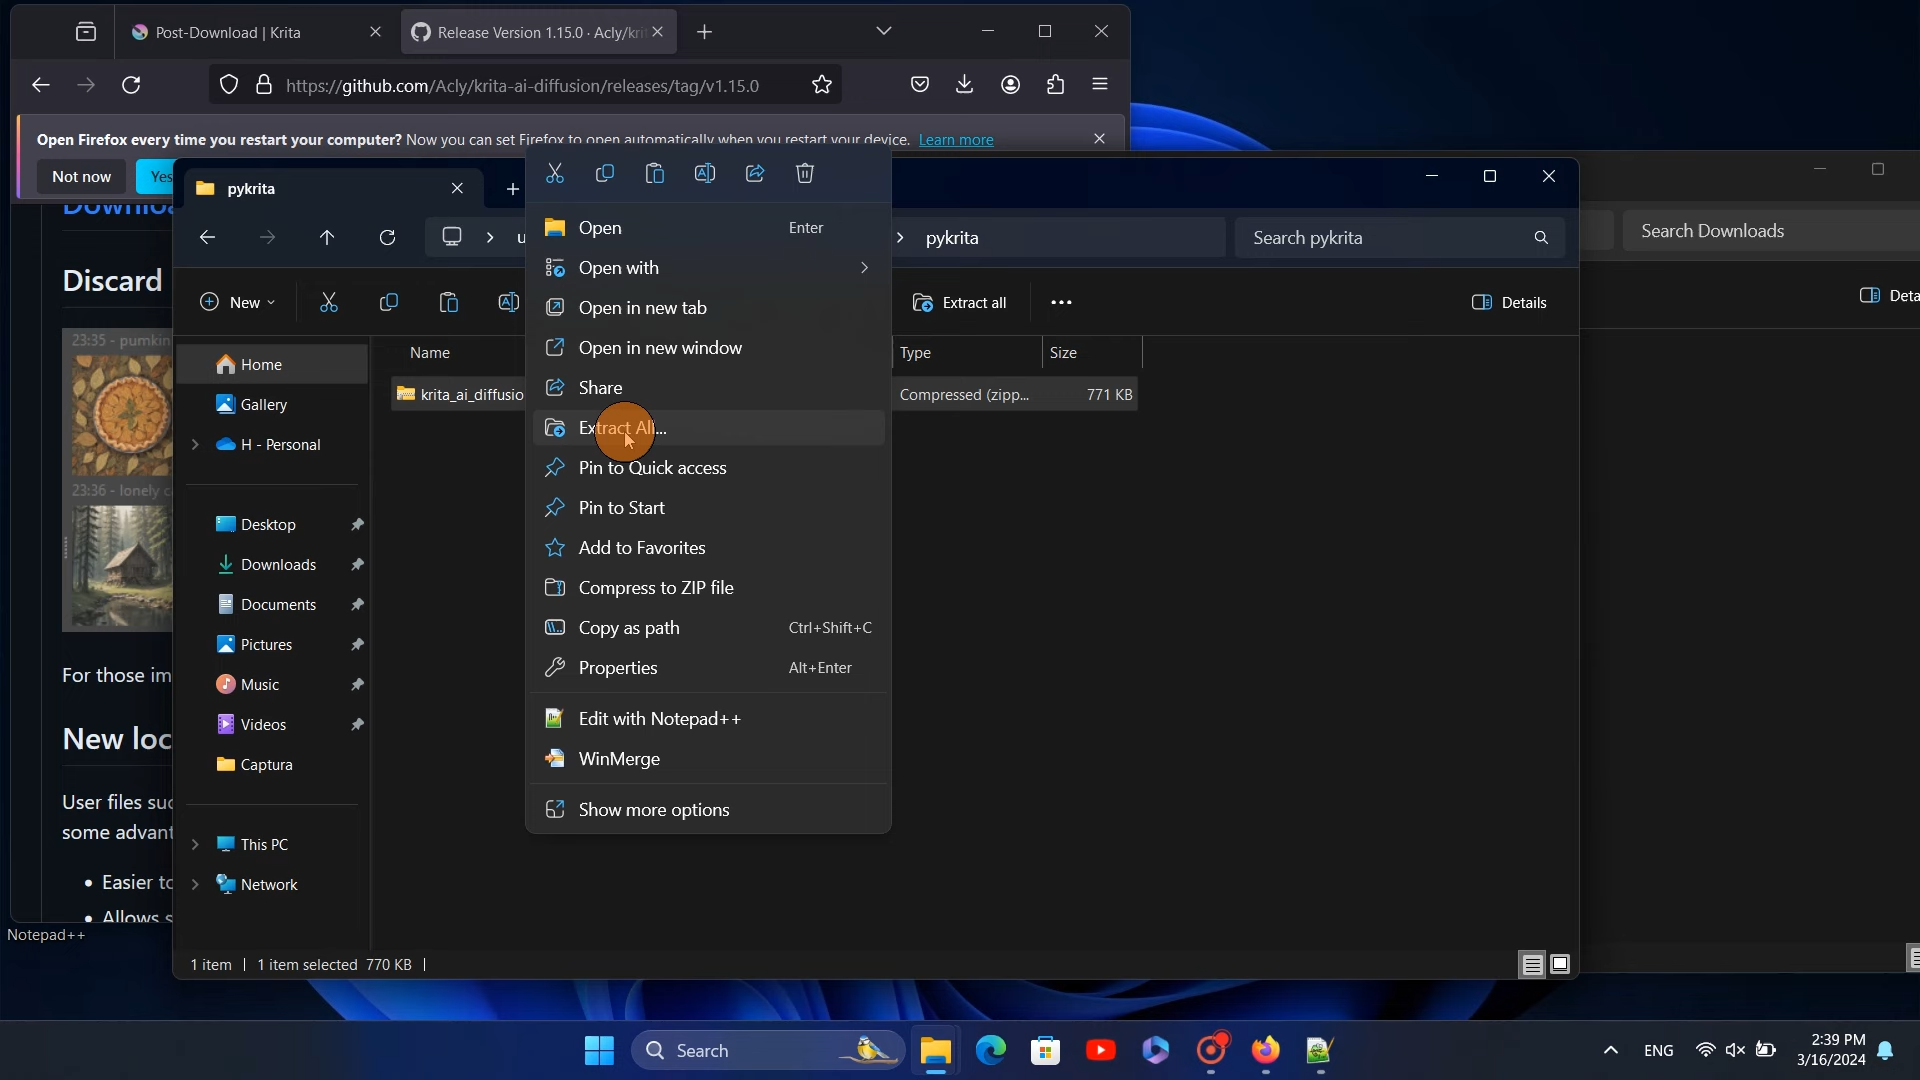 Post-Download | Krita
Release Version 1.15.0 · Acly/krit
https://github.com/Acly/krita-ai-diffusion/releases/tag/v1.15.0
Open Firefox every time you restart your computer? Now you can set Firefox to open automatically when you restart your device. Learn more
Not now
Yes
pykrita
pykrita
Search pykrita
Search Downloads
New
Extract all
Details
Discard
23:35 - pumkin
23:36 - lonely c
For those im
New loc
User files suc
some advant
• Easier to
• Allows s
Notepad++
Home
Gallery
H - Personal
Desktop
Downloads
Documents
Pictures
Music
Videos
Captura
This PC
Network
Name
Type
Size
krita_ai_diffusio
Compressed (zipp...
771 KB
Open Enter
Open with
Open in new tab
Open in new window
Share
Extract All...
Pin to Quick access
Pin to Start
Add to Favorites
Compress to ZIP file
Copy as path Ctrl+Shift+C
Properties Alt+Enter
Edit with Notepad++
WinMerge
Show more options
1 item
1 item selected 770 KB
Search
ENG
2:39 PM
3/16/2024